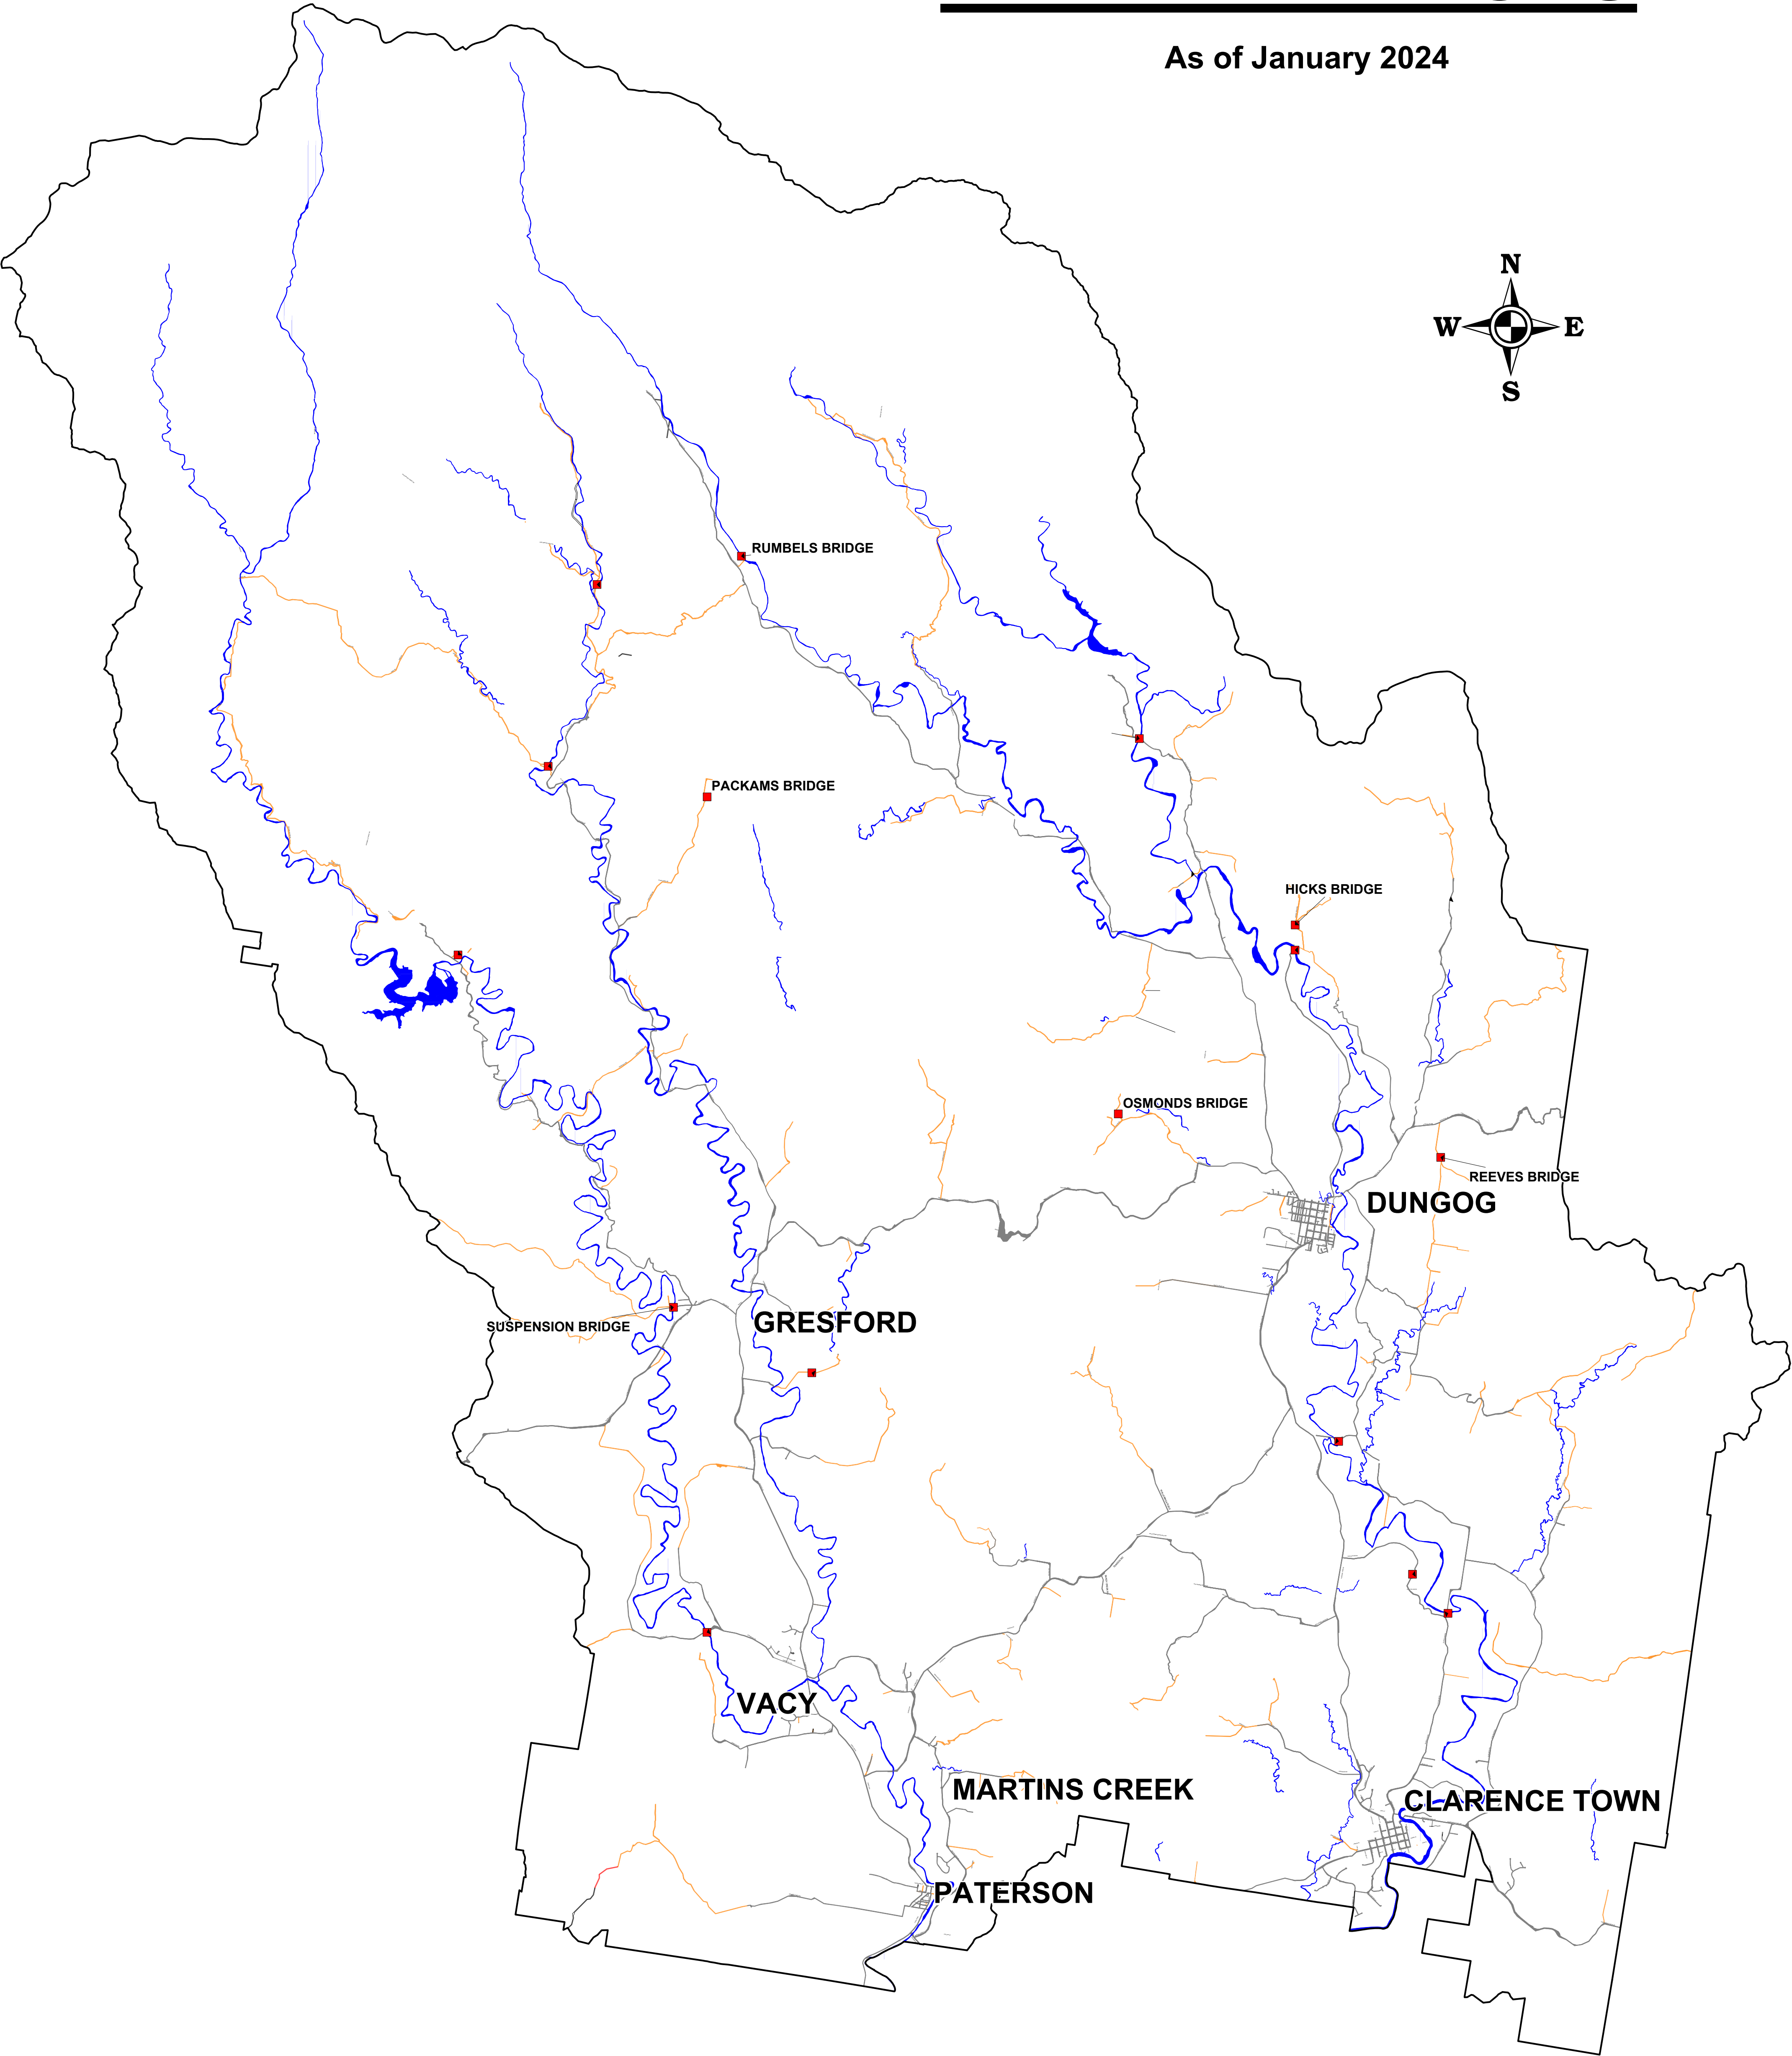 As of January 2024
N
W E
S
RUMBELS BRIDGE
PACKAMS BRIDGE
HICKS BRIDGE
OSMONDS BRIDGE
REEVES BRIDGE
DUNGOG
GRESFORD
SUSPENSION BRIDGE
VACY
MARTINS CREEK
CLARENCE TOWN
PATERSON